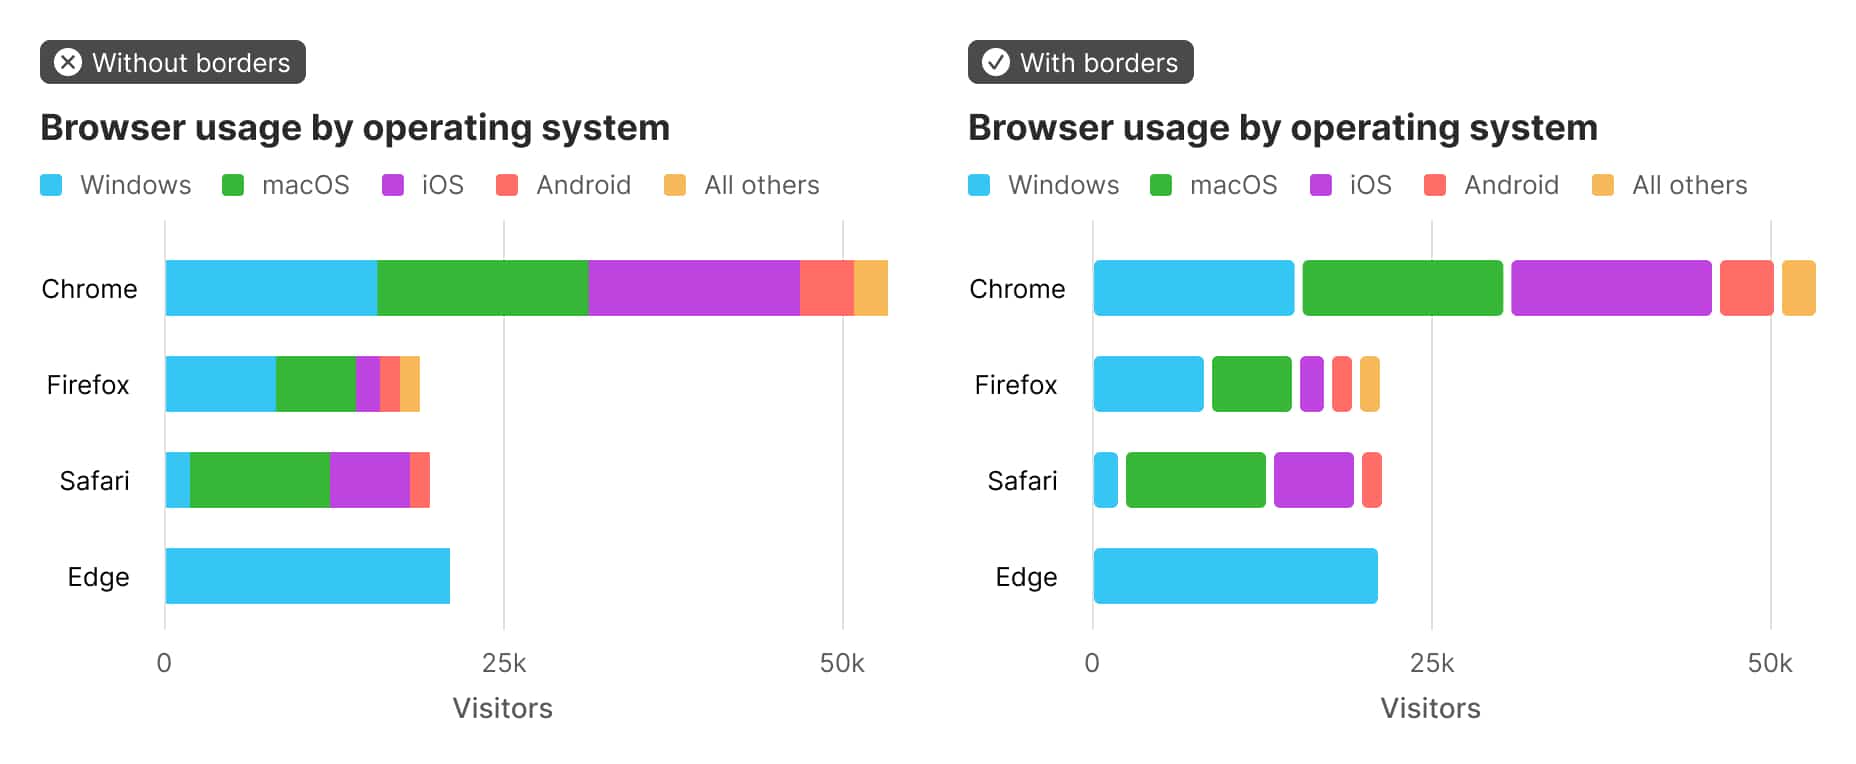 Without borders
Browser usage by operating system
Windows macOS iOS Android All others
Chrome
Firefox
Safari
Edge
0 25k 50k
Visitors
With borders
Browser usage by operating system
Windows macOS iOS Android All others
Chrome
Firefox
Safari
Edge
0 25k 50k
Visitors